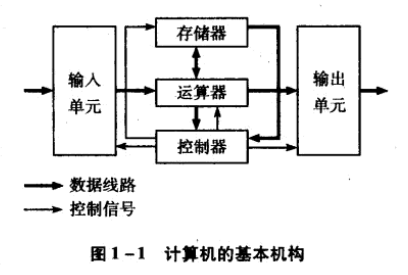 存储器
输入
单元
运算器
输出
单元
控制器
数据线路
控制信号
图1-1 计算机的基本机构